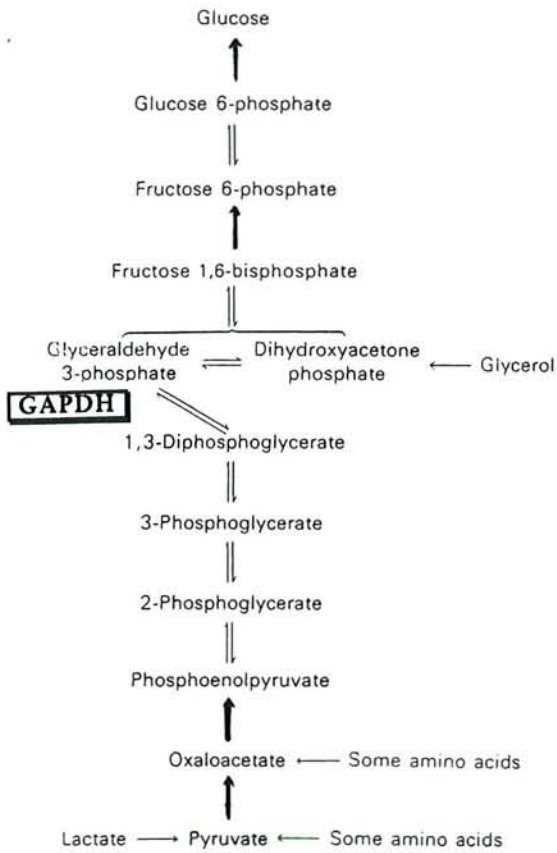 Glucose
Glucose 6-phosphate
Fructose 6-phosphate
Fructose 1,6-bisphosphate
Glyceraldehyde 3-phosphate
Dihydroxyacetone phosphate
Glycerol
GAPDH
1,3-Diphosphoglycerate
3-Phosphoglycerate
2-Phosphoglycerate
Phosphoenolpyruvate
Oxaloacetate
Some amino acids
Lactate
Pyruvate
Some amino acids